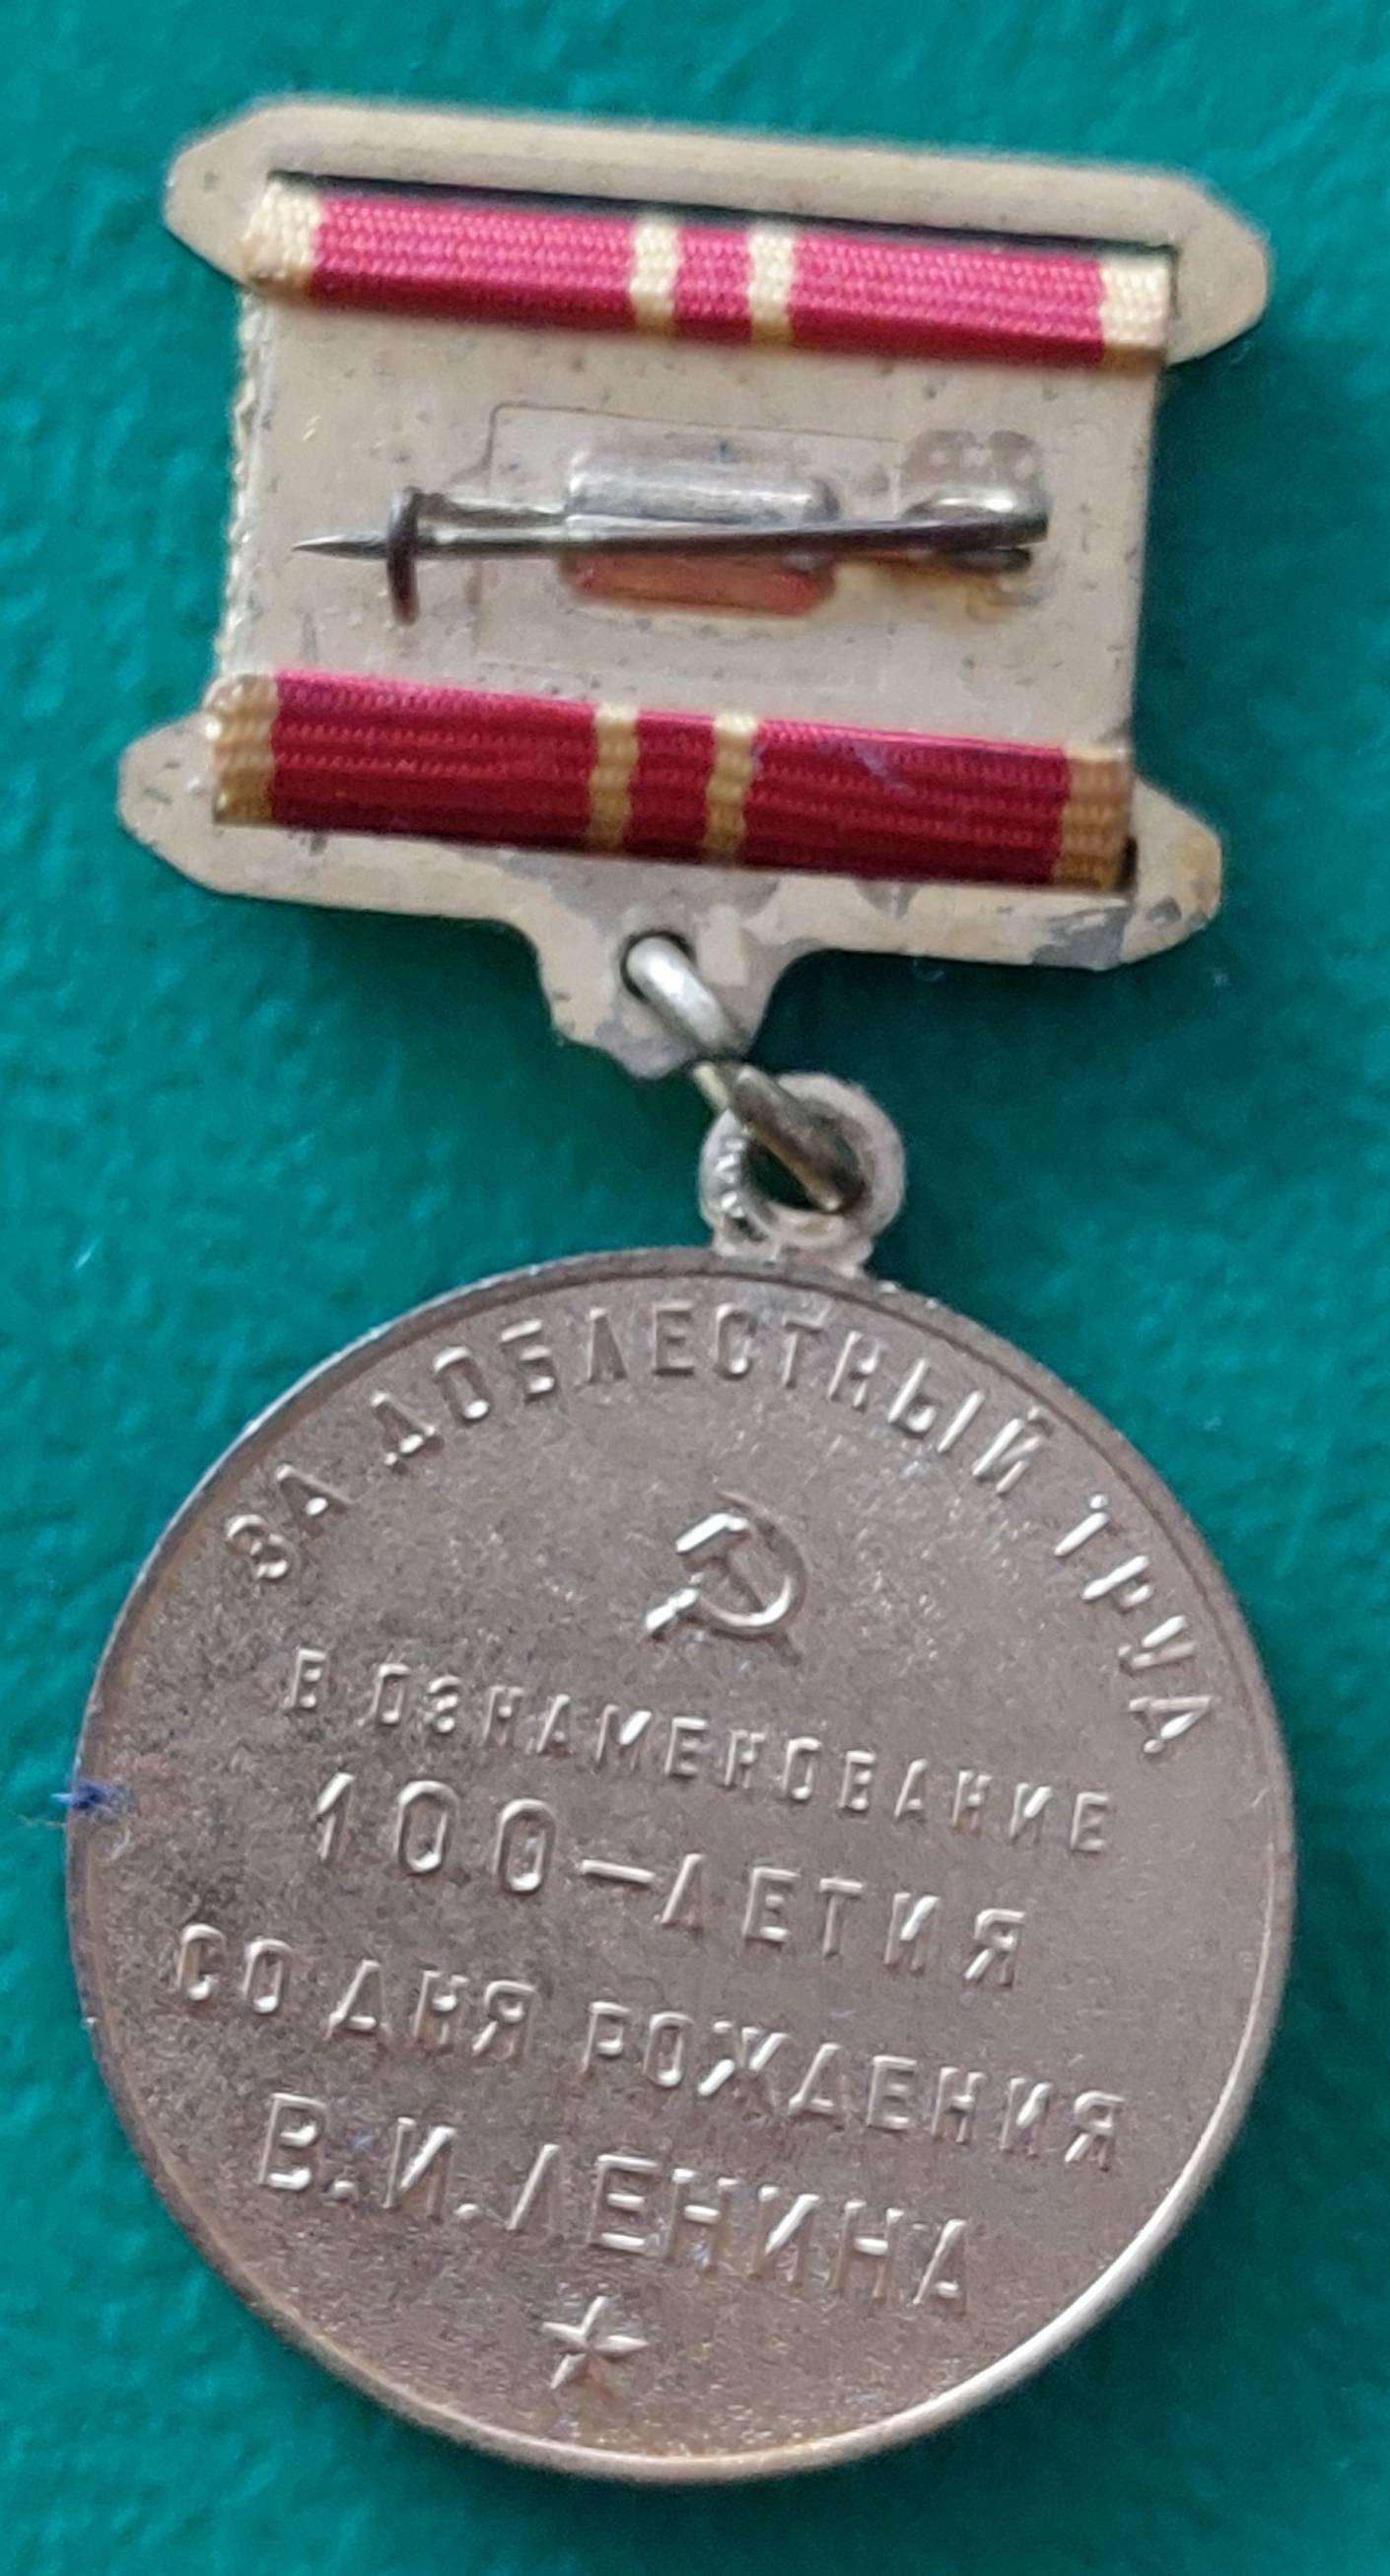 ЗА ДОБЛЕСТНЫЙ ТРУД
В ОЗНАМЕНОВАНИЕ
100-ЛЕТИЯ
СО ДНЯ РОЖДЕНИЯ
В.И.ЛЕНИНА